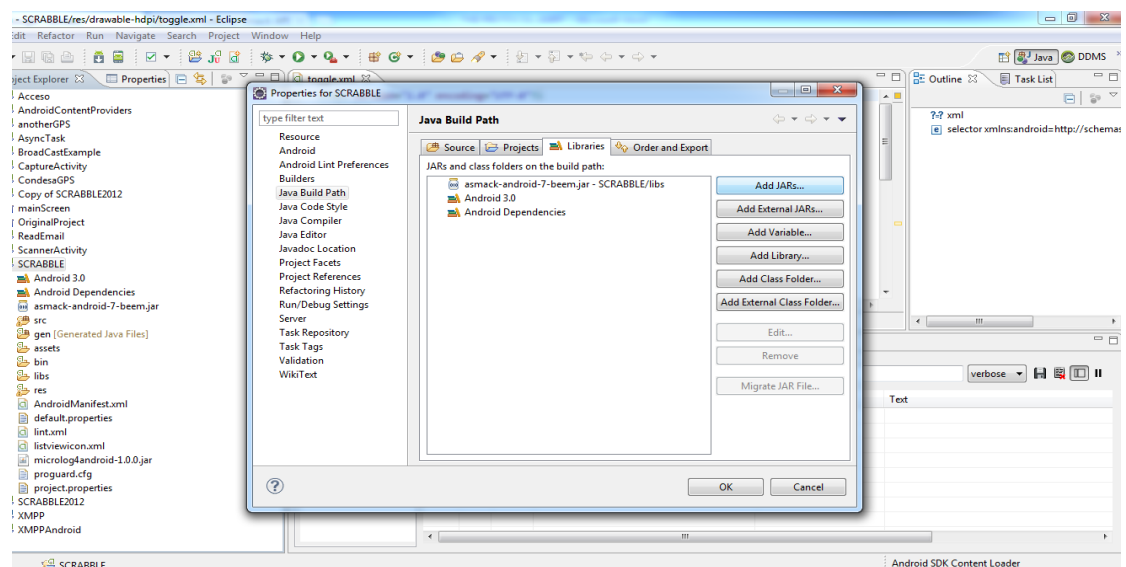 - SCRABBLE/res/drawable-hdpi/toggle.xml - Eclipse
dit Refactor Run Navigate Search Project Window Help
Java DDMS
ject Explorer Properties
toggle.xml
Outline Task List
Acceso
AndroidContentProviders
anotherGPS
AsyncTask
BroadCastExample
CaptureActivity
CondesaGPS
Copy of SCRABBLE2012
mainScreen
OriginalProject
ReadEmail
ScannerActivity
SCRABBLE
Android 3.0
Android Dependencies
asmack-android-7-beem.jar
src
gen [Generated Java Files]
assets
bin
libs
res
AndroidManifest.xml
default.properties
lint.xml
listviewicon.xml
microlog4android-1.0.0.jar
proguard.cfg
project.properties
SCRABBLE2012
XMPP
XMPPAndroid
Properties for SCRABBLE
type filter text
Resource
Android
Android Lint Preferences
Builders
Java Build Path
Java Code Style
Java Compiler
Java Editor
Javadoc Location
Project Facets
Project References
Refactoring History
Run/Debug Settings
Server
Task Repository
Task Tags
Validation
WikiText
Java Build Path
Source Projects Libraries Order and Export
JARs and class folders on the build path:
asmack-android-7-beem.jar - SCRABBLE/libs
Android 3.0
Android Dependencies
Add JARs...
Add External JARs...
Add Variable...
Add Library...
Add Class Folder...
Add External Class Folder...
Edit...
Remove
Migrate JAR File...
OK Cancel
?=? xml
e selector xmlns:android=http://schemas
verbose
Text
SCRABBLE
Android SDK Content Loader